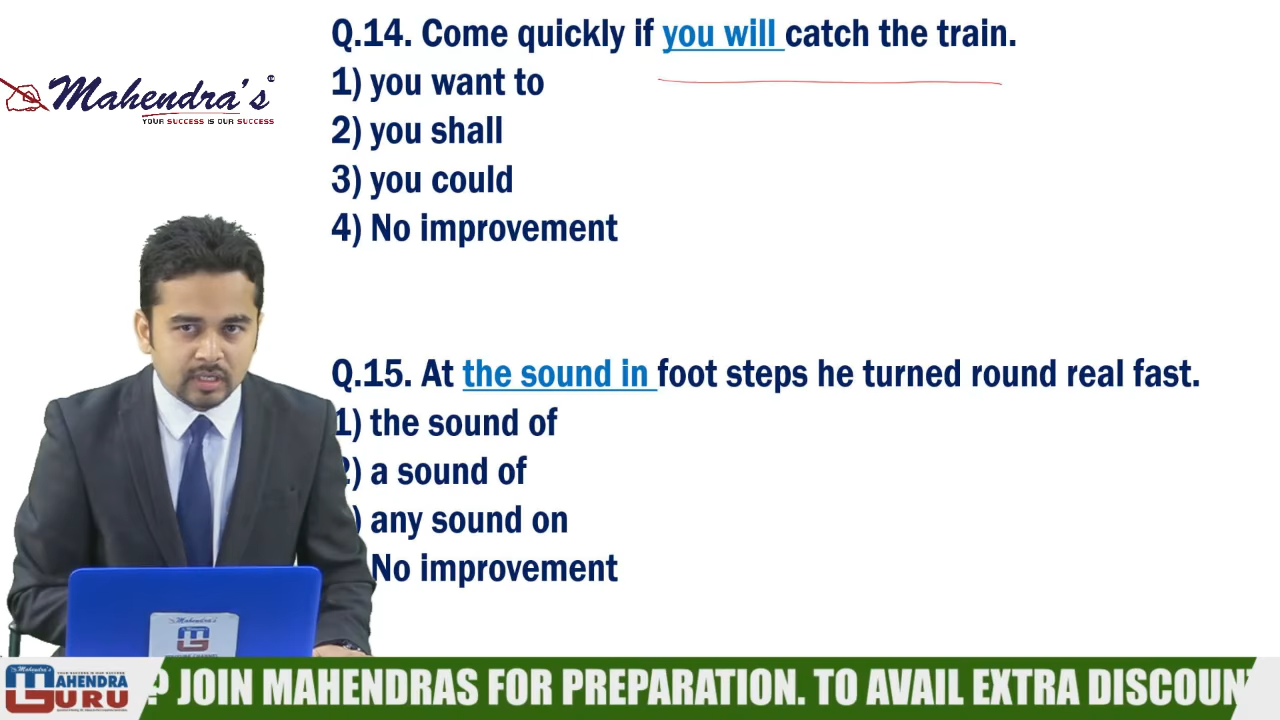 Q.14. Come quickly if you will catch the train.
1) you want to
2) you shall
3) you could
4) No improvement
Mahendra's
YOUR SUCCESS IS OUR SUCCESS
Q.15. At the sound in foot steps he turned round real fast.
1) the sound of
2) a sound of
) any sound on
No improvement
Mahendra's
MAHENDRA
GURU
P JOIN MAHENDRAS FOR PREPARATION. TO AVAIL EXTRA DISCOUN